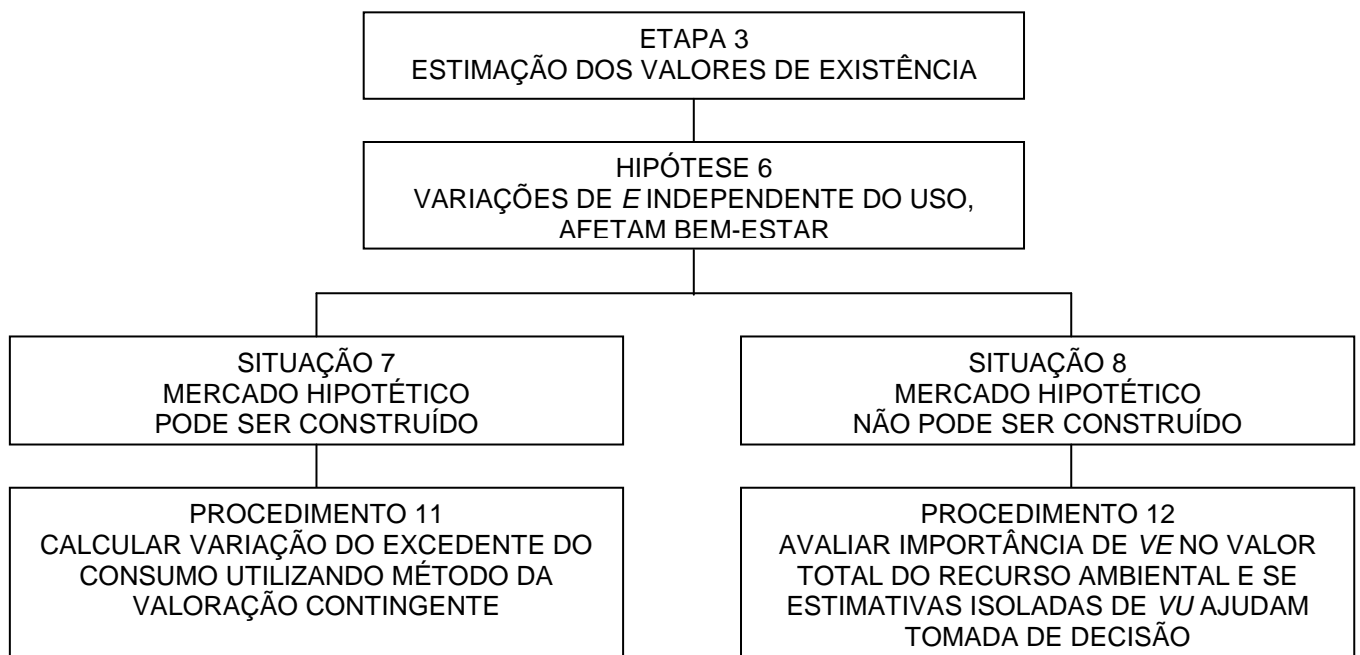 ETAPA 3
ESTIMAÇÃO DOS VALORES DE EXISTÊNCIA
HIPÓTESE 6
VARIAÇÕES DE E INDEPENDENTE DO USO,
AFETAM BEM-ESTAR
SITUAÇÃO 7
MERCADO HIPOTÉTICO
PODE SER CONSTRUÍDO
SITUAÇÃO 8
MERCADO HIPOTÉTICO
NÃO PODE SER CONSTRUÍDO
PROCEDIMENTO 11
CALCULAR VARIAÇÃO DO EXCEDENTE DO
CONSUMO UTILIZANDO MÉTODO DA
VALORAÇÃO CONTINGENTE
PROCEDIMENTO 12
AVALIAR IMPORTÂNCIA DE VE NO VALOR
TOTAL DO RECURSO AMBIENTAL E SE
ESTIMATIVAS ISOLADAS DE VU AJUDAM
TOMADA DE DECISÃO